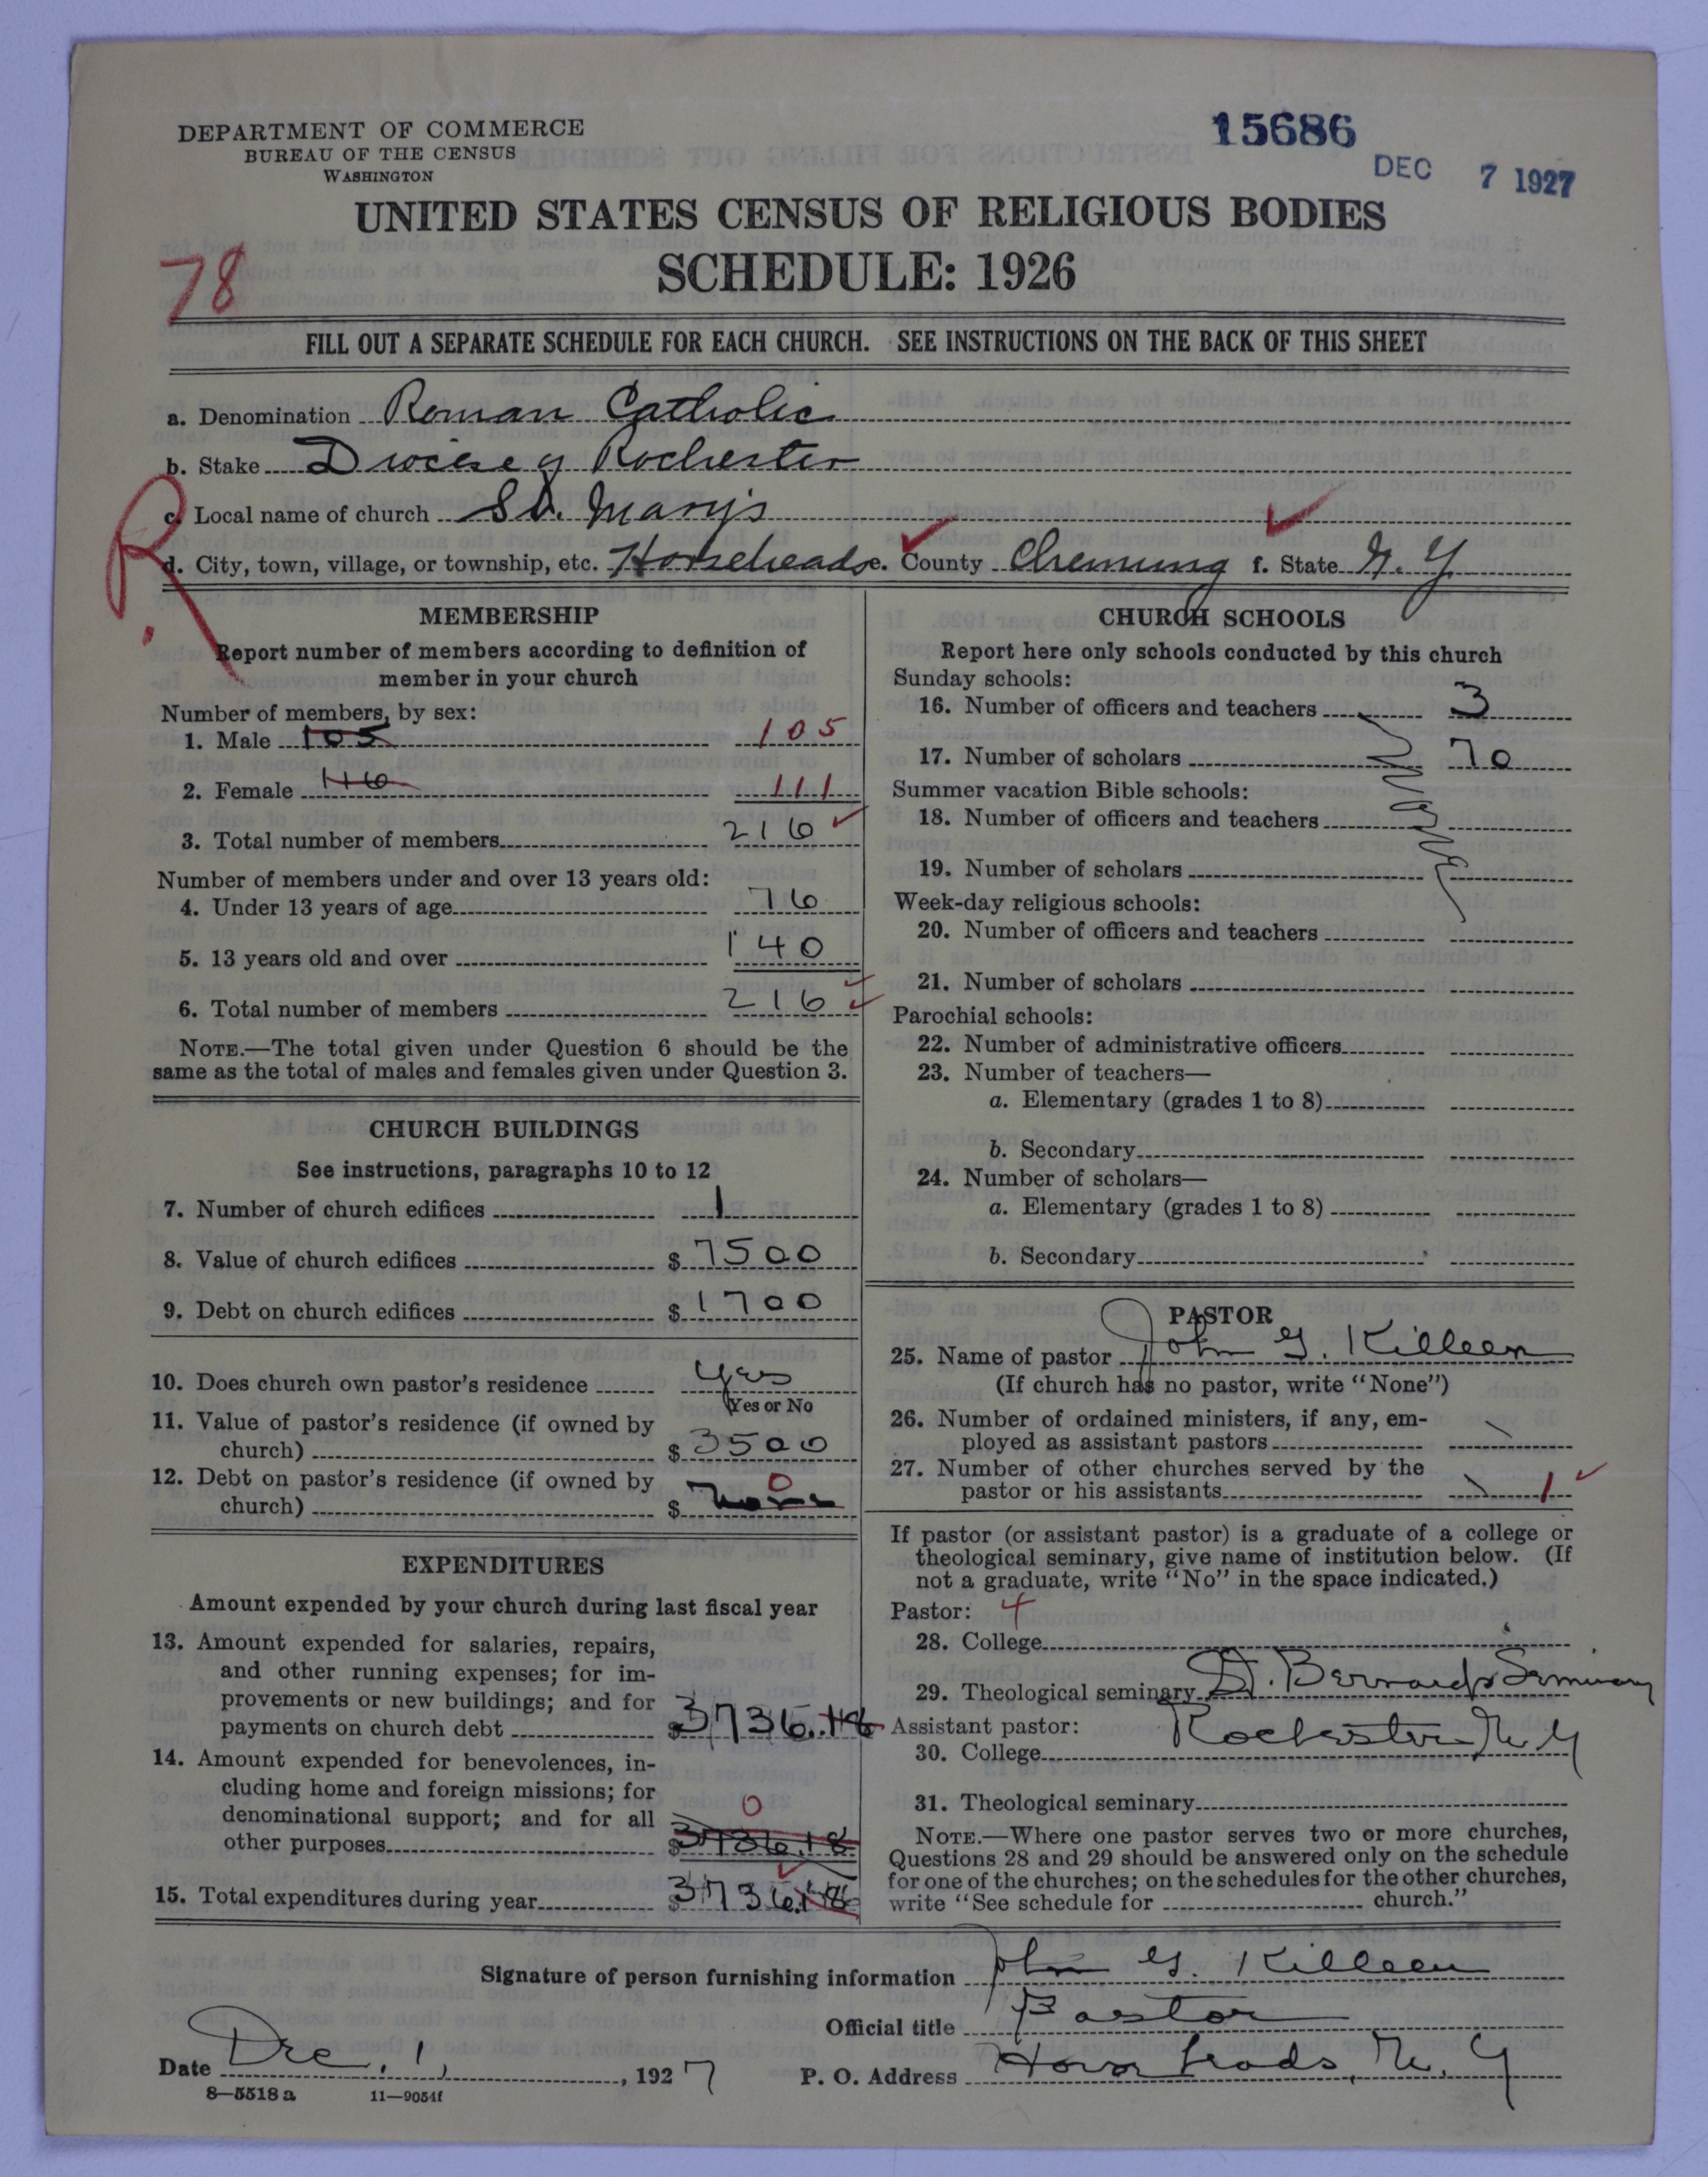 DEPARTMENT OF COMMERCE
BUREAU OF THE CENSUS
WASHINGTON
15686
DEC 7 1927
UNITED STATES CENSUS OF RELIGIOUS BODIES
SCHEDULE: 1926
78
FILL OUT A SEPARATE SCHEDULE FOR EACH CHURCH. SEE INSTRUCTIONS ON THE BACK OF THIS SHEET
a. Denomination Roman Catholic
b. Stake Diocese of Rochester
R
c. Local name of church St. Mary's
d. City, town, village, or township, etc. Horseheads e. County Chemung f. State N. Y.
MEMBERSHIP
Report number of members according to definition of
member in your church
Number of members, by sex:
1. Male 105 105
2. Female 116 111
3. Total number of members 216
Number of members under and over 13 years old:
4. Under 13 years of age 76
5. 13 years old and over 140
6. Total number of members 216
NOTE.—The total given under Question 6 should be the
same as the total of males and females given under Question 3.
CHURCH BUILDINGS
See instructions, paragraphs 10 to 12
7. Number of church edifices 1
8. Value of church edifices $ 7500
9. Debt on church edifices $ 1700
10. Does church own pastor's residence Yes
Yes or No
11. Value of pastor's residence (if owned by
church) $ 3500
12. Debt on pastor's residence (if owned by 0
church) $ None
EXPENDITURES
Amount expended by your church during last fiscal year
13. Amount expended for salaries, repairs,
and other running expenses; for im-
provements or new buildings; and for
payments on church debt $ 3736.18
14. Amount expended for benevolences, in-
cluding home and foreign missions; for
denominational support; and for all 0
other purposes $ 3736.18
15. Total expenditures during year $ 3736.18
CHURCH SCHOOLS
Report here only schools conducted by this church
Sunday schools:
16. Number of officers and teachers 3
17. Number of scholars 70
Summer vacation Bible schools:
18. Number of officers and teachers
None
19. Number of scholars
Week-day religious schools:
20. Number of officers and teachers
21. Number of scholars
Parochial schools:
22. Number of administrative officers
23. Number of teachers—
a. Elementary (grades 1 to 8)
b. Secondary
24. Number of scholars—
a. Elementary (grades 1 to 8)
b. Secondary
PASTOR
25. Name of pastor John G. Killeen
(If church has no pastor, write "None")
26. Number of ordained ministers, if any, em-
ployed as assistant pastors
27. Number of other churches served by the
pastor or his assistants 1
If pastor (or assistant pastor) is a graduate of a college or
theological seminary, give name of institution below. (If
not a graduate, write "No" in the space indicated.)
Pastor: 4
28. College
29. Theological seminary St. Bernard's Seminary
Assistant pastor: Rochester N. Y
30. College
31. Theological seminary
NOTE.—Where one pastor serves two or more churches,
Questions 28 and 29 should be answered only on the schedule
for one of the churches; on the schedules for the other churches,
write "See schedule for church."
Signature of person furnishing information John G. Killeen
Official title Pastor
Date Dec. 1, 1927 P. O. Address Horseheads, N. Y
8—5518 a 11—9054f